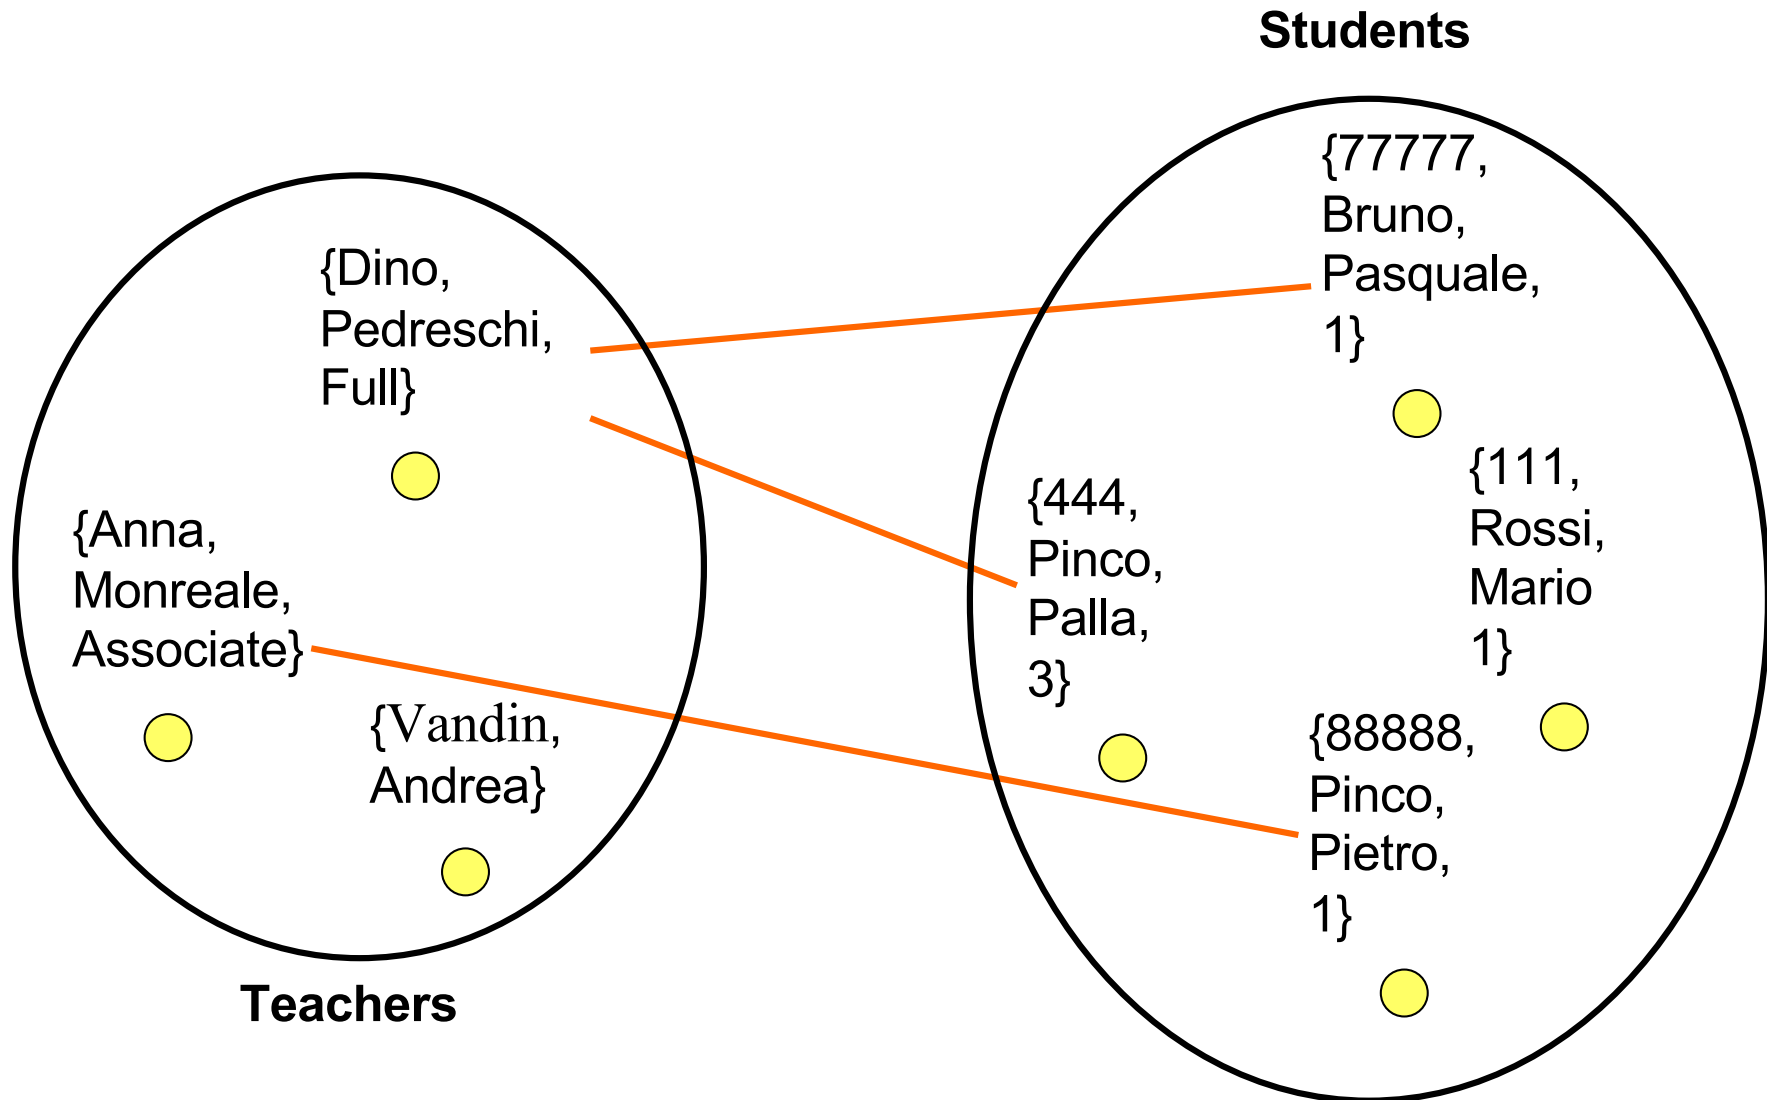 Students
{77777,
Bruno,
Pasquale,
1}
{Dino,
Pedreschi,
Full}
{111,
Rossi,
Mario
1}
{444,
Pinco,
Palla,
3}
{Anna,
Monreale,
Associate}
{Vandin,
Andrea}
{88888,
Pinco,
Pietro,
1}
Teachers